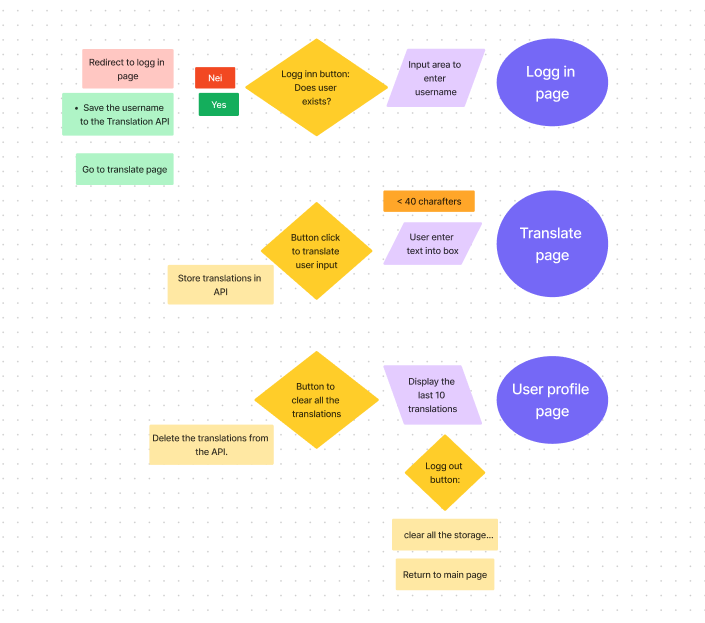 Redirect to logg in
page
Nei
Yes
• Save the username
to the Translation API
Go to translate page
Logg inn button:
Does user
exists?
Input area to
enter
username
Logg in
page
Button click
to translate
user input
Store translations in
API
< 40 charafters
User enter
text into box
Translate
page
Button to
clear all the
translations
Delete the translations from
the API.
Display the
last 10
translations
User profile
page
Logg out
button:
clear all the storage...
Return to main page